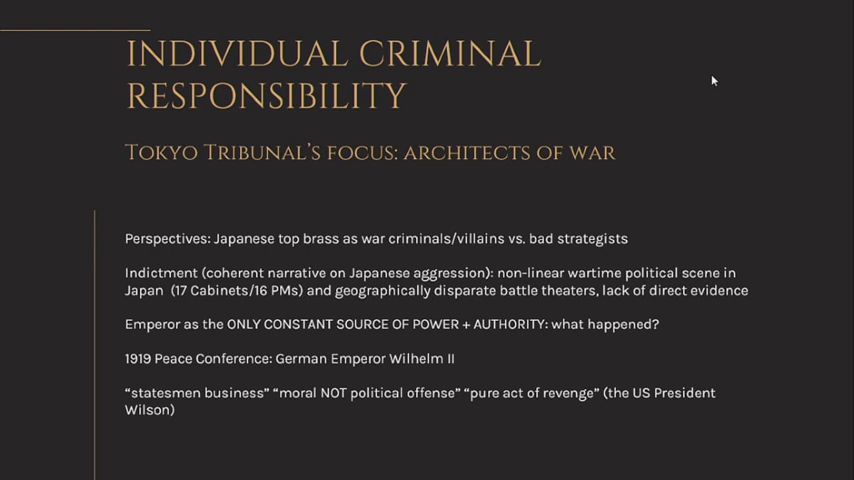 INDIVIDUAL CRIMINAL
RESPONSIBILITY
TOKYO TRIBUNAL'S FOCUS: ARCHITECTS OF WAR
Perspectives: Japanese top brass as war criminals/villains vs. bad strategists
Indictment (coherent narrative on Japanese aggression): non-linear wartime political scene in
Japan (17 Cabinets/16 PMs) and geographically disparate battle theaters, lack of direct evidence
Emperor as the ONLY CONSTANT SOURCE OF POWER + AUTHORITY: what happened?
1919 Peace Conference: German Emperor Wilhelm II
“statesmen business” “moral NOT political offense” “pure act of revenge” (the US President
Wilson)